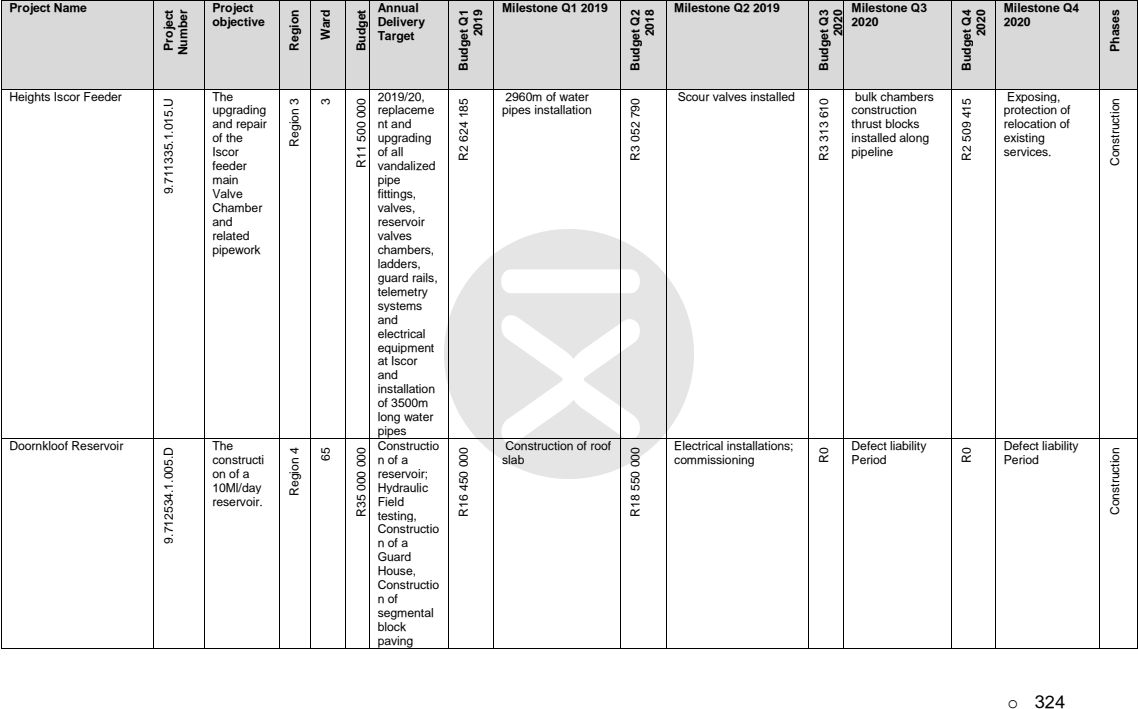 Project Name
Project
Number
Project
objective
Region
Ward
Budget
Annual
Delivery
Target
Budget Q1
2019
Milestone Q1 2019
Budget Q2
2018
Milestone Q2 2019
Budget Q3
2020
Milestone Q3
2020
Budget Q4
2020
Milestone Q4
2020
Phases
Heights Iscor Feeder
9.711335.1.015.U
The
upgrading
and repair
of the
Iscor
feeder
main
Valve
Chamber
and
related
pipework
Region 3
3
R11 500 000
2019/20,
replaceme
nt and
upgrading
of all
vandalized
pipe
fittings,
valves,
reservoir
valves
chambers,
ladders,
guard rails,
telemetry
systems
and
electrical
equipment
at Iscor
and
installation
of 3500m
long water
pipes
R2 624 185
2960m of water
pipes installation
R3 052 790
Scour valves installed
R3 313 610
bulk chambers
construction
thrust blocks
installed along
pipeline
R2 509 415
Exposing,
protection of
relocation of
existing
services.
Construction
Doornkloof Reservoir
9.712534.1.005.D
The
constructi
on of a
10Ml/day
reservoir.
Region 4
65
R35 000 000
Constructio
n of a
reservoir;
Hydraulic
Field
testing,
Constructio
n of a
Guard
House,
Constructio
n of
segmental
block
paving
R16 450 000
Construction of roof
slab
R18 550 000
Electrical installations;
commissioning
R0
Defect liability
Period
R0
Defect liability
Period
Construction
○ 324